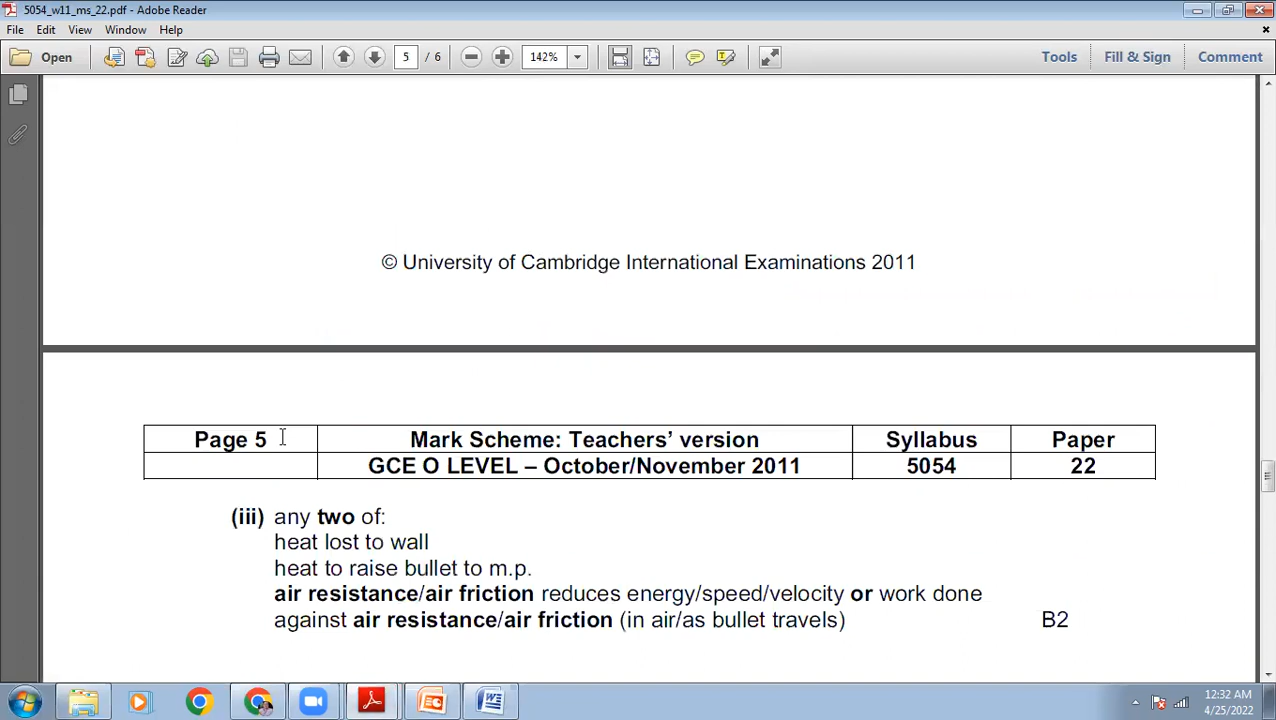 5054_w11_ms_22.pdf - Adobe Reader
File Edit View Window Help
Open 5 / 6 142% Tools Fill & Sign Comment
© University of Cambridge International Examinations 2011
Page 5 Mark Scheme: Teachers’ version Syllabus Paper
GCE O LEVEL – October/November 2011 5054 22
(iii) any two of:
heat lost to wall
heat to raise bullet to m.p.
air resistance/air friction reduces energy/speed/velocity or work done
against air resistance/air friction (in air/as bullet travels) B2
12:32 AM
4/25/2022